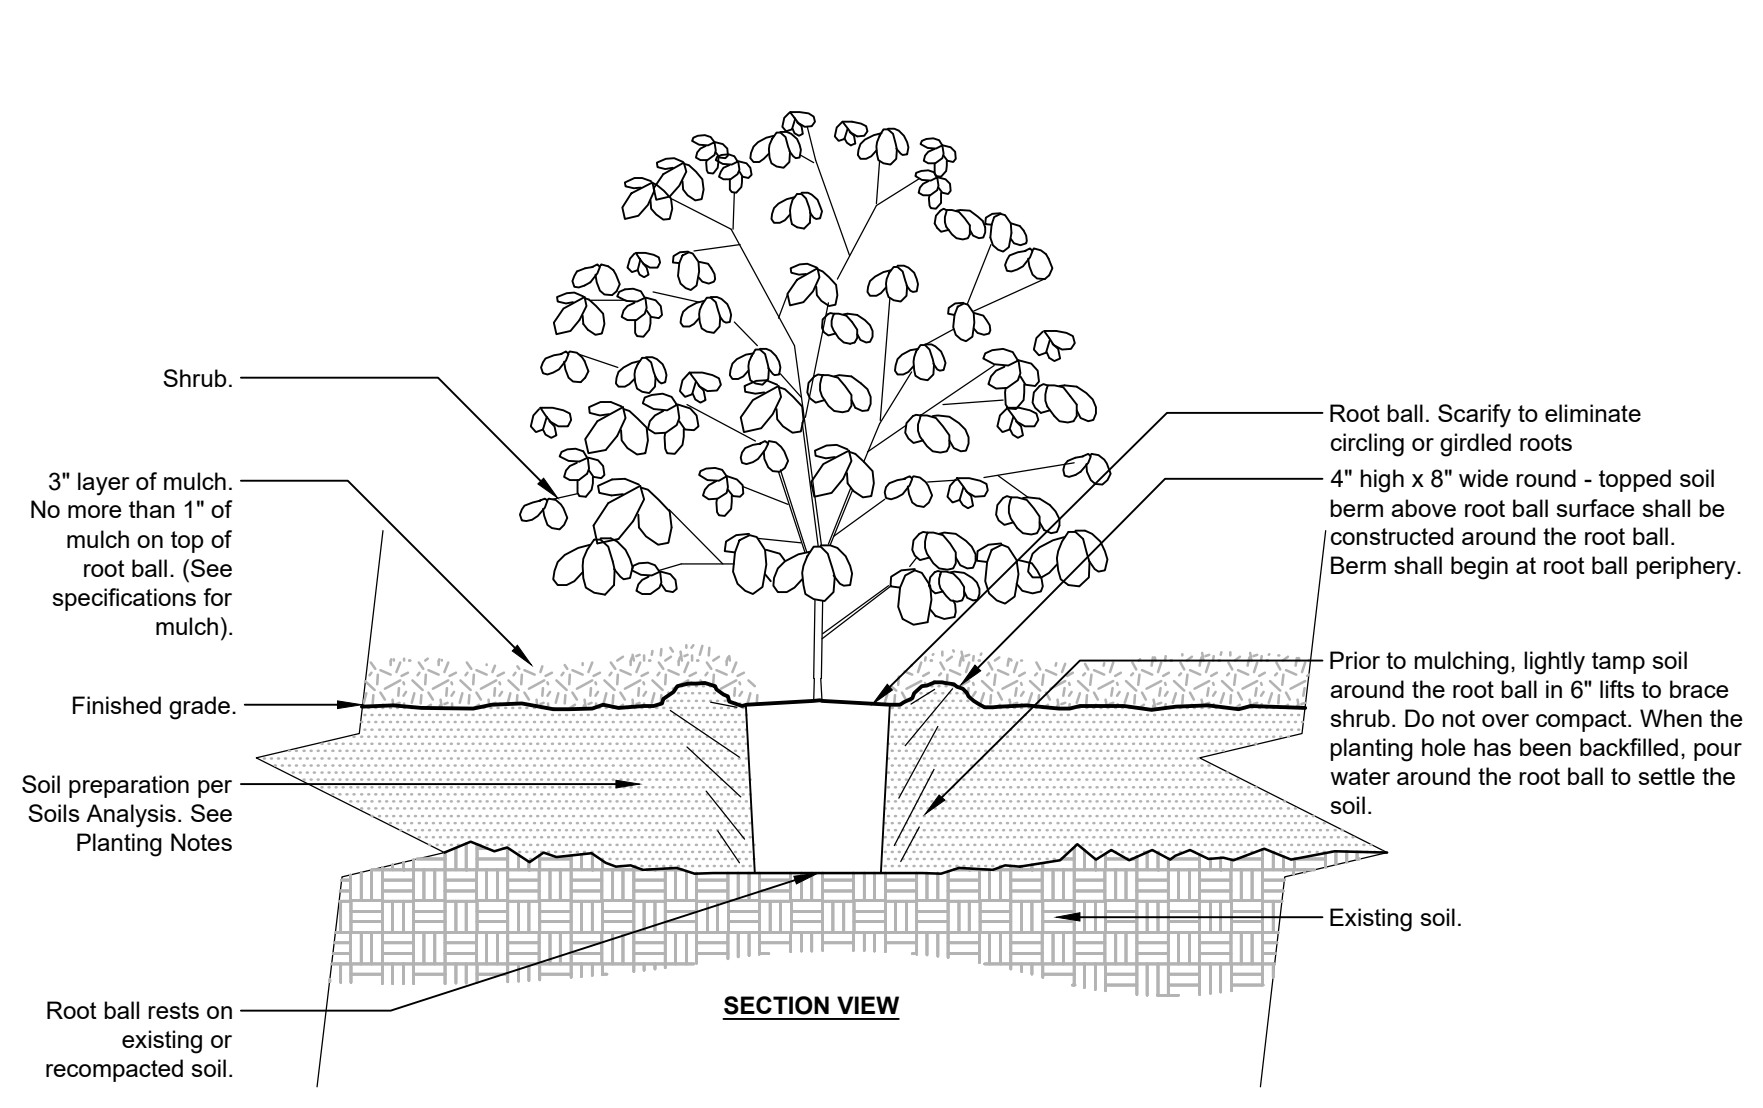 Shrub.
3" layer of mulch.
No more than 1" of
mulch on top of
root ball. (See
specifications for
mulch).
Finished grade.
Soil preparation per
Soils Analysis. See
Planting Notes
Root ball rests on
existing or
recompacted soil.
Root ball. Scarify to eliminate
circling or girdled roots
4" high x 8" wide round - topped soil
berm above root ball surface shall be
constructed around the root ball.
Berm shall begin at root ball periphery.
Prior to mulching, lightly tamp soil
around the root ball in 6" lifts to brace
shrub. Do not over compact. When the
planting hole has been backfilled, pour
water around the root ball to settle the
soil.
Existing soil.
SECTION VIEW